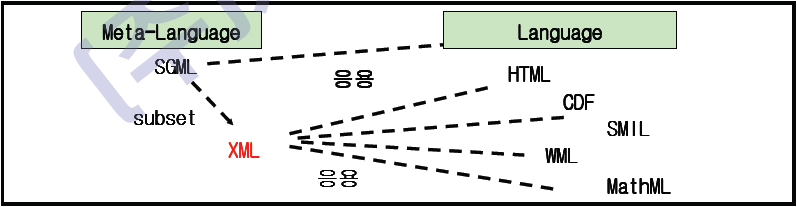 Meta-Language
Language
SGML
응용
HTML
CDF
subset
SMIL
XML
WML
응용
MathML